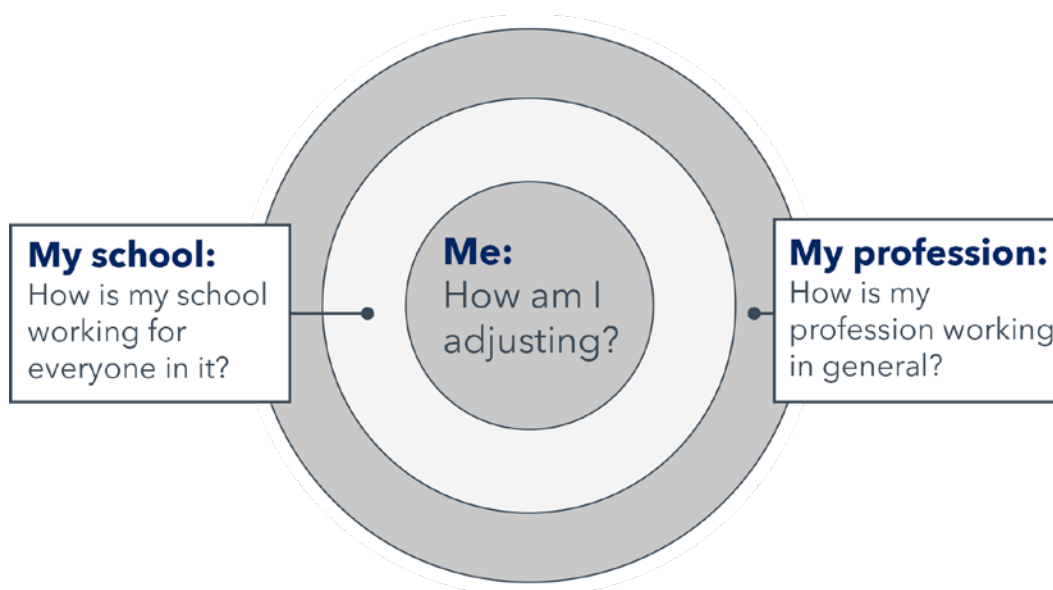 My school:
How is my school
working for
everyone in it?
Me:
How am I
adjusting?
My profession:
How is my
profession working
in general?